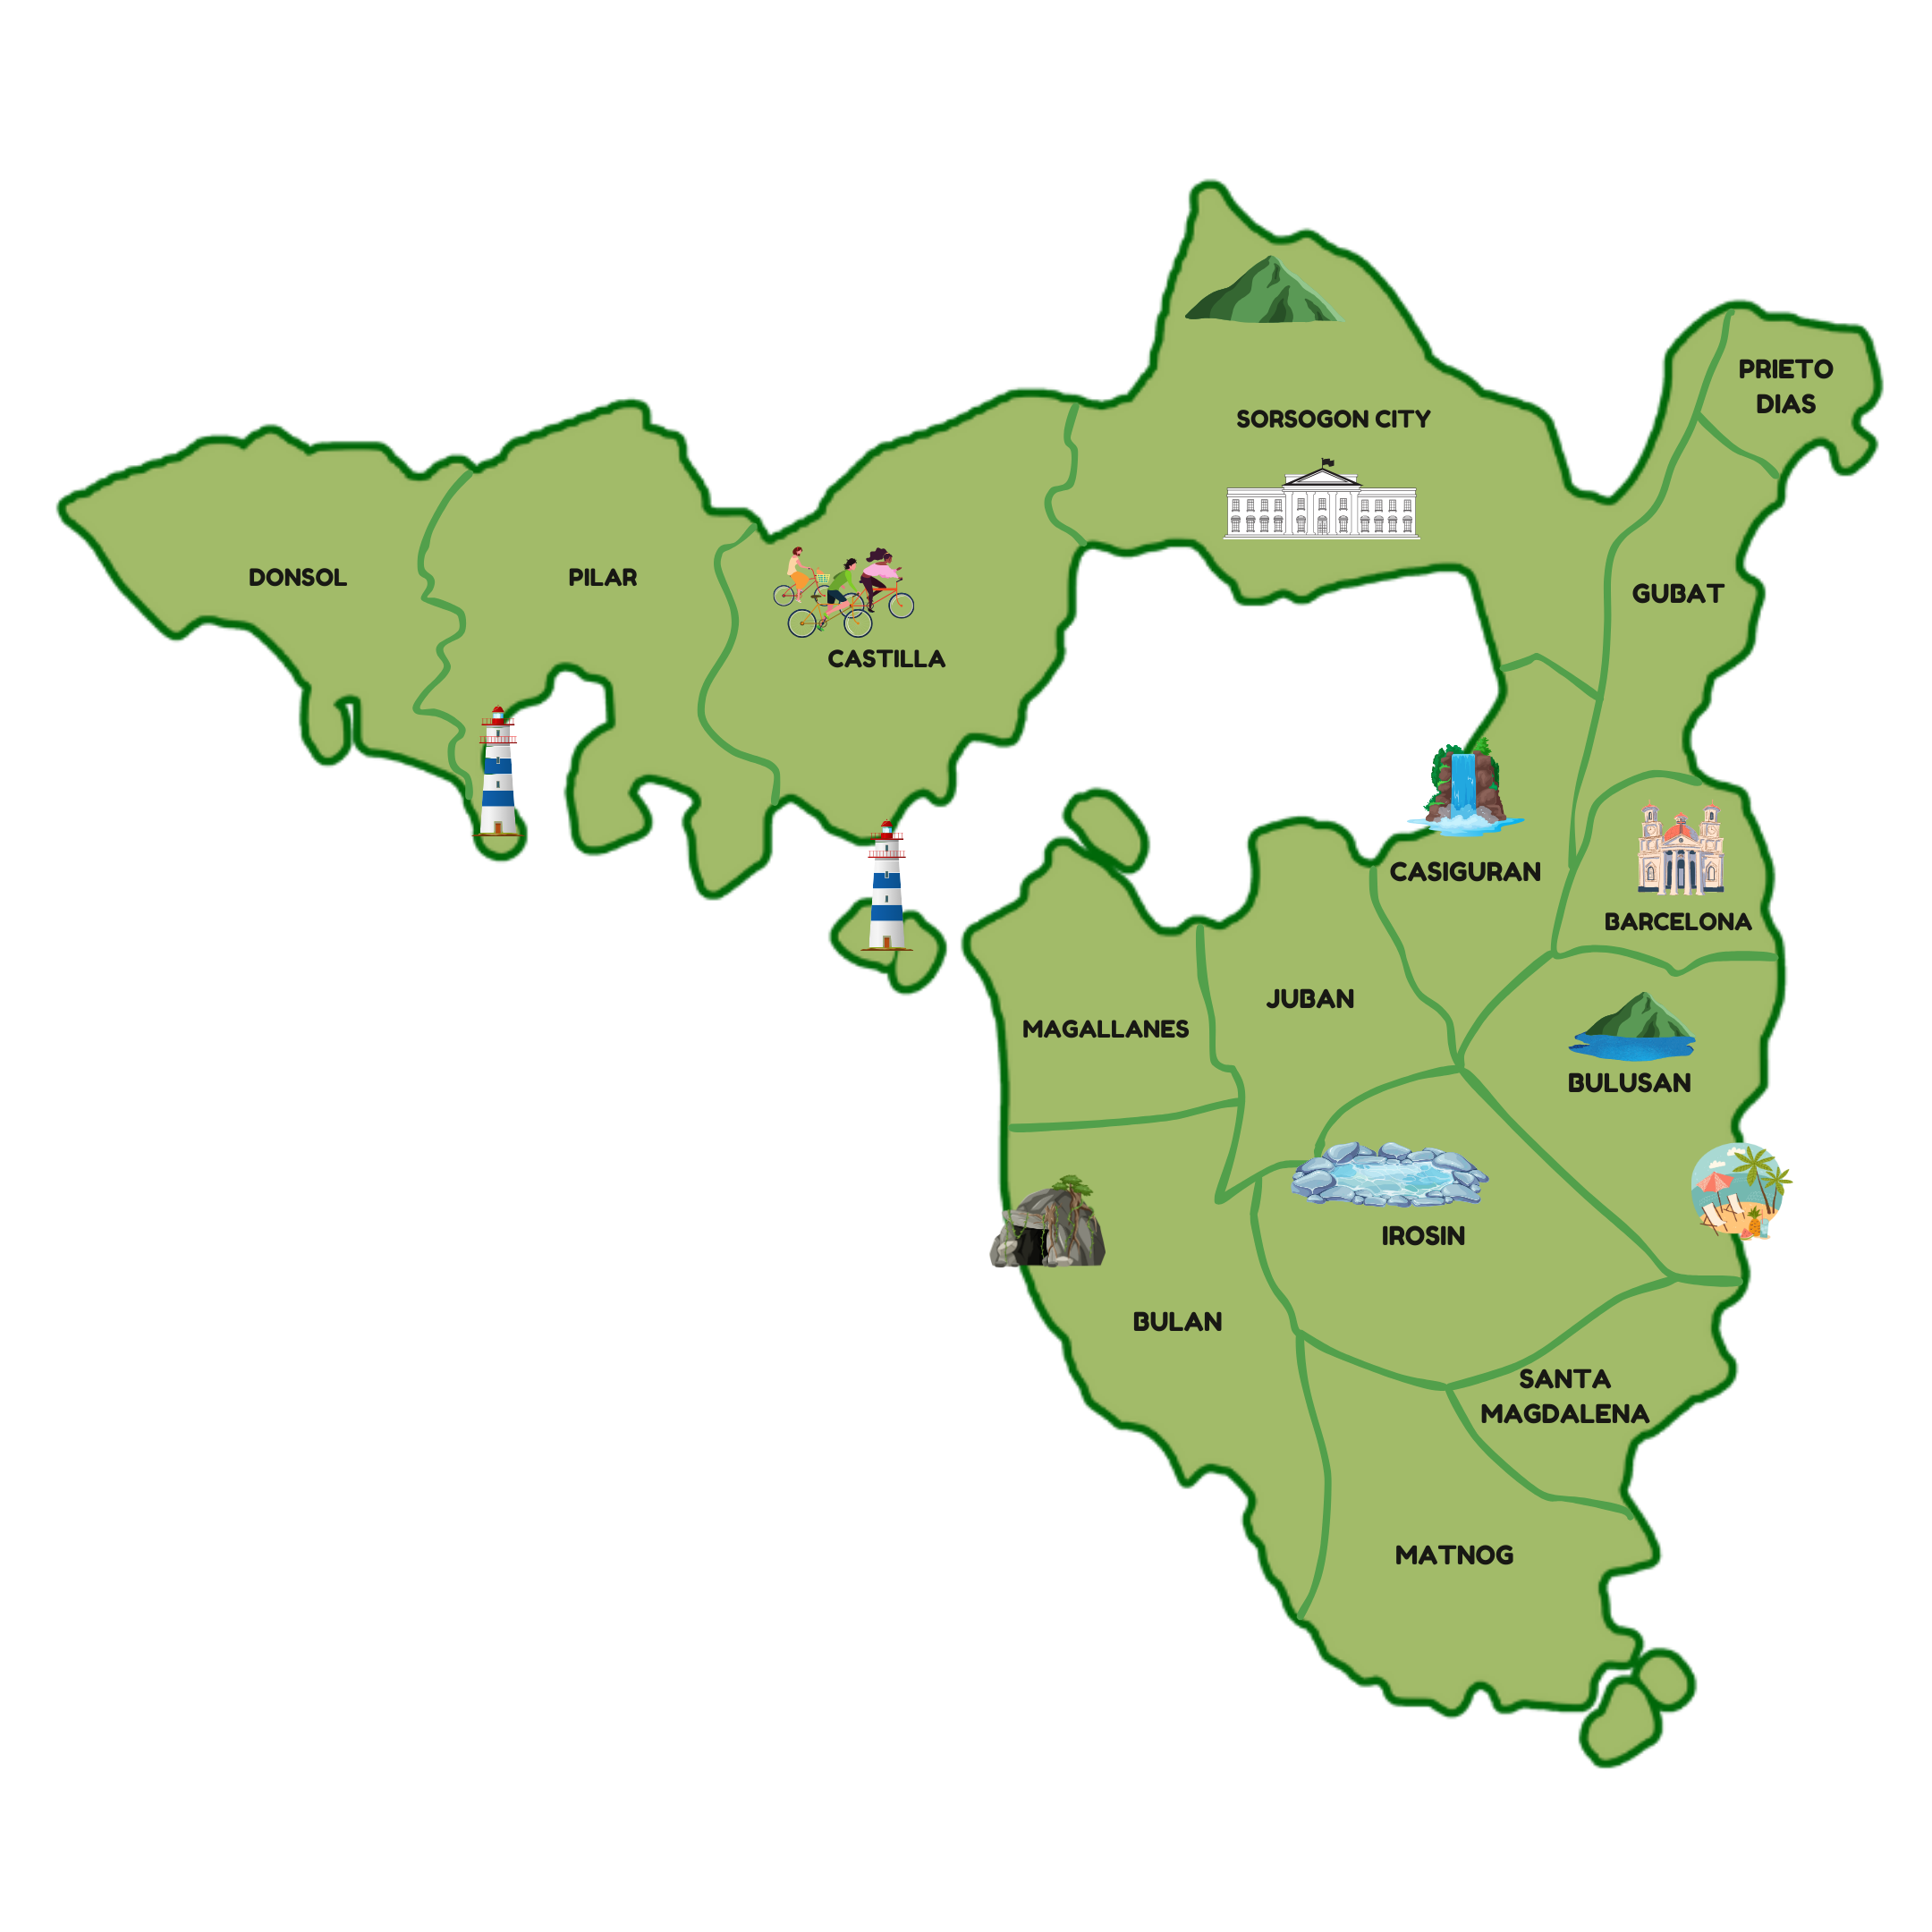 PRIETO
DIAS
SORSOGON CITY
DONSOL
PILAR
GUBAT
CASTILLA
CASIGURAN
BARCELONA
JUBAN
MAGALLANES
BULUSAN
IROSIN
BULAN
SANTA
MAGDALENA
MATNOG